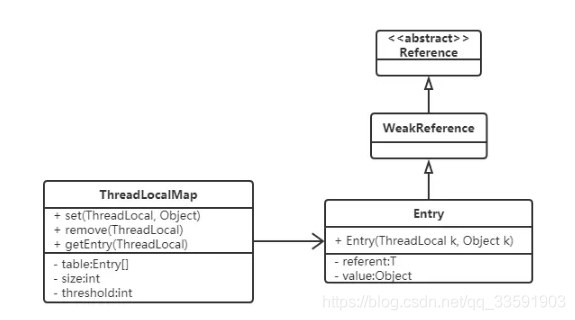 <<abstract>>
Reference
WeakReference
ThreadLocalMap
+ set(ThreadLocal, Object)
+ remove(ThreadLocal)
+ getEntry(ThreadLocal)
- table:Entry[]
- size:int
- threshold:int
Entry
+ Entry(ThreadLocal k, Object k)
- referent:T
- value:Object
https://blog.csdn.net/qq_33591903